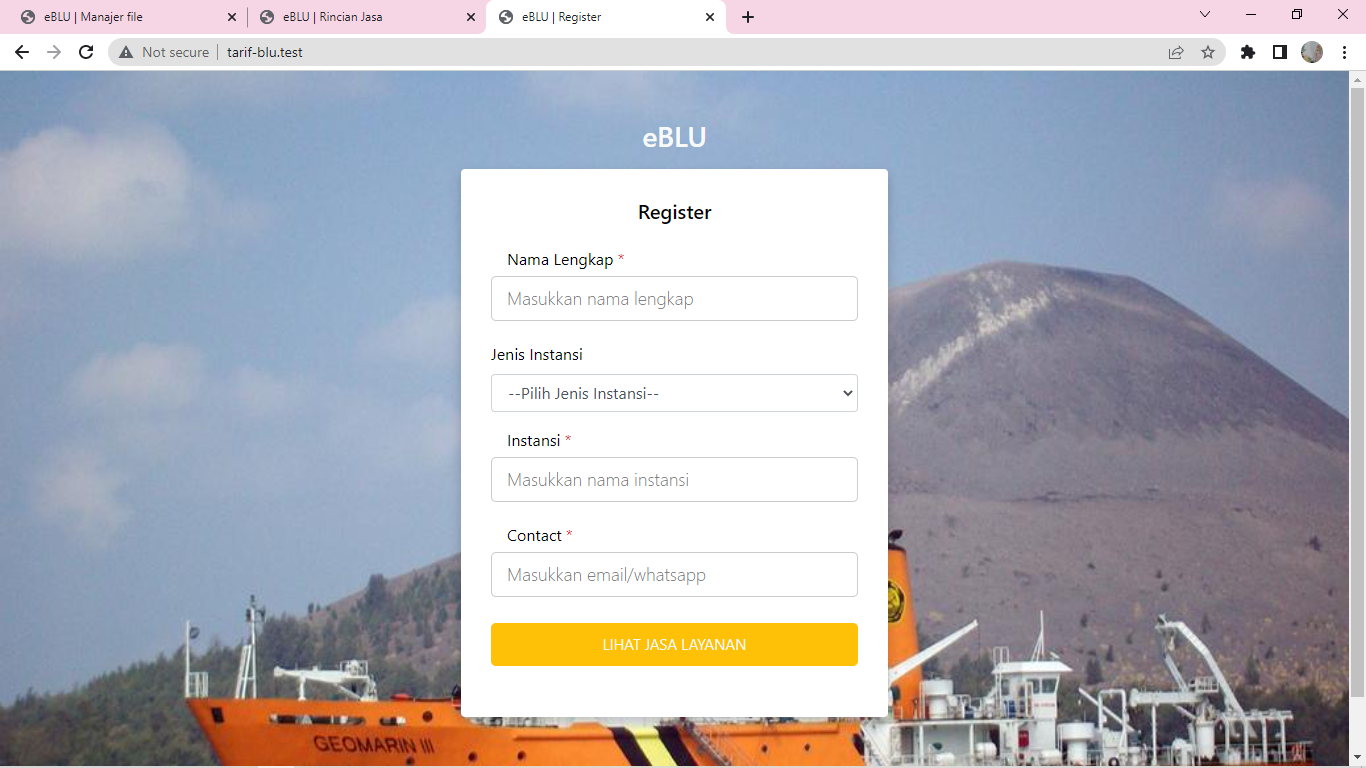 eBLU | Manajer file
eBLU | Rincian Jasa
eBLU | Register
Not secure
tarif-blu.test
eBLU
Register
Nama Lengkap *
Masukkan nama lengkap
Jenis Instansi
--Pilih Jenis Instansi--
Instansi *
Masukkan nama instansi
Contact *
Masukkan email/whatsapp
LIHAT JASA LAYANAN
GEOMARIN III